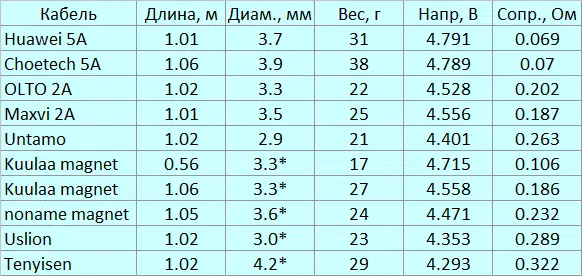 Кабель Длина, м Диам., мм Вес, г Напр, В Сопр., Ом
Huawei 5A 1.01 3.7 31 4.791 0.069
Choetech 5A 1.06 3.9 38 4.789 0.07
OLTO 2A 1.02 3.3 22 4.528 0.202
Maxvi 2A 1.01 3.5 25 4.556 0.187
Untamo 1.02 2.9 21 4.401 0.263
Kuulaa magnet 0.56 3.3* 17 4.715 0.106
Kuulaa magnet 1.06 3.3* 27 4.558 0.186
noname magnet 1.05 3.6* 24 4.471 0.232
Uslion 1.02 3.0* 23 4.353 0.289
Tenyisen 1.02 4.2* 29 4.293 0.322